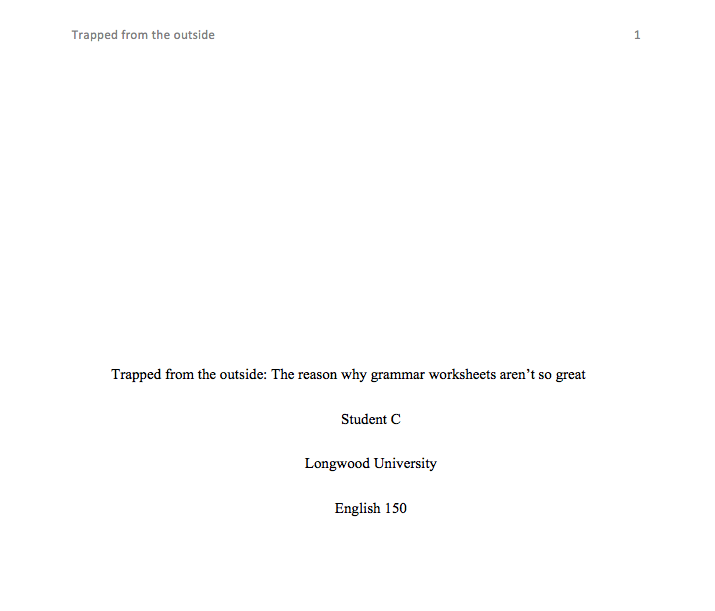 Trapped from the outside 1
Trapped from the outside: The reason why grammar worksheets aren’t so great
Student C
Longwood University
English 150